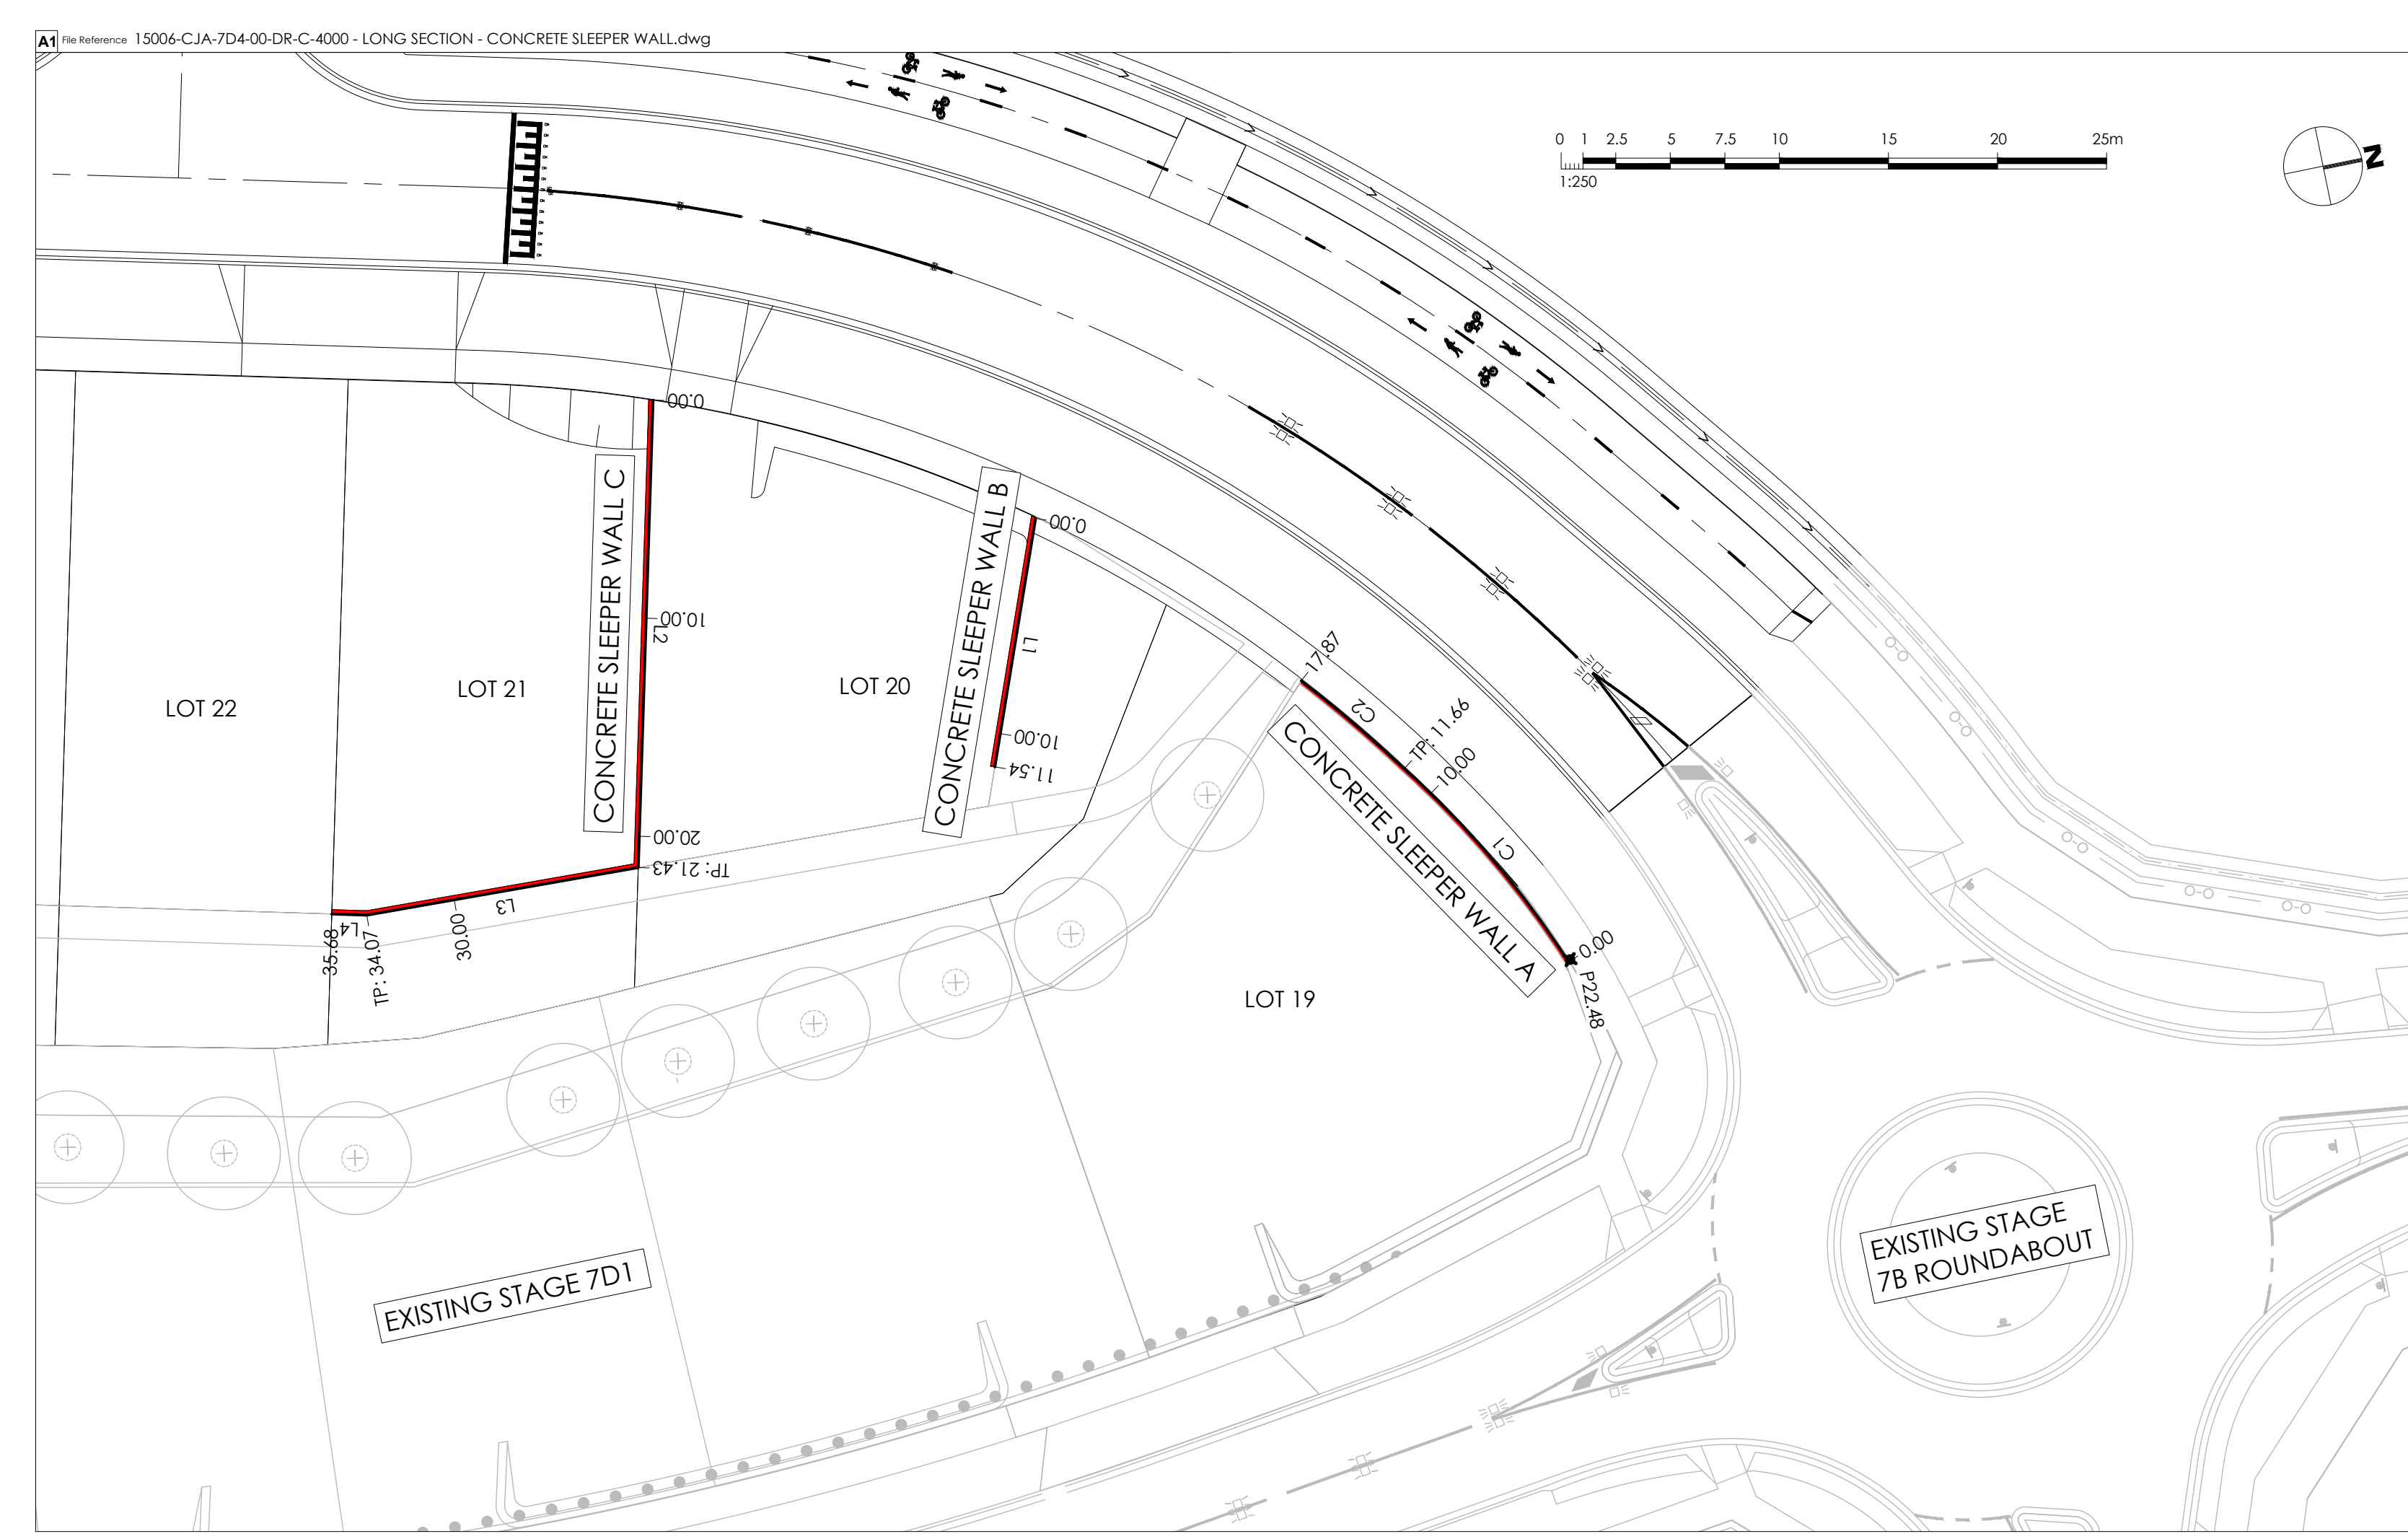 A1 File Reference 15006-CJA-7D4-00-DR-C-4000 - LONG SECTION - CONCRETE SLEEPER WALL.dwg
0 1 2.5 5 7.5 10 15 20 25m
1:250
N
0.00
CONCRETE SLEEPER WALL C
10.00
L2
20.00
TP: 21.43
L3
30.00
TP: 34.07
L4
35.68
LOT 22
LOT 21
LOT 20
CONCRETE SLEEPER WALL B
0.00
L1
10.00
11.54
17.87
C2
TP: 11.66
10.00
C1
0.00
P22.48
CONCRETE SLEEPER WALL A
LOT 19
EXISTING STAGE 7D1
EXISTING STAGE
7B ROUNDABOUT